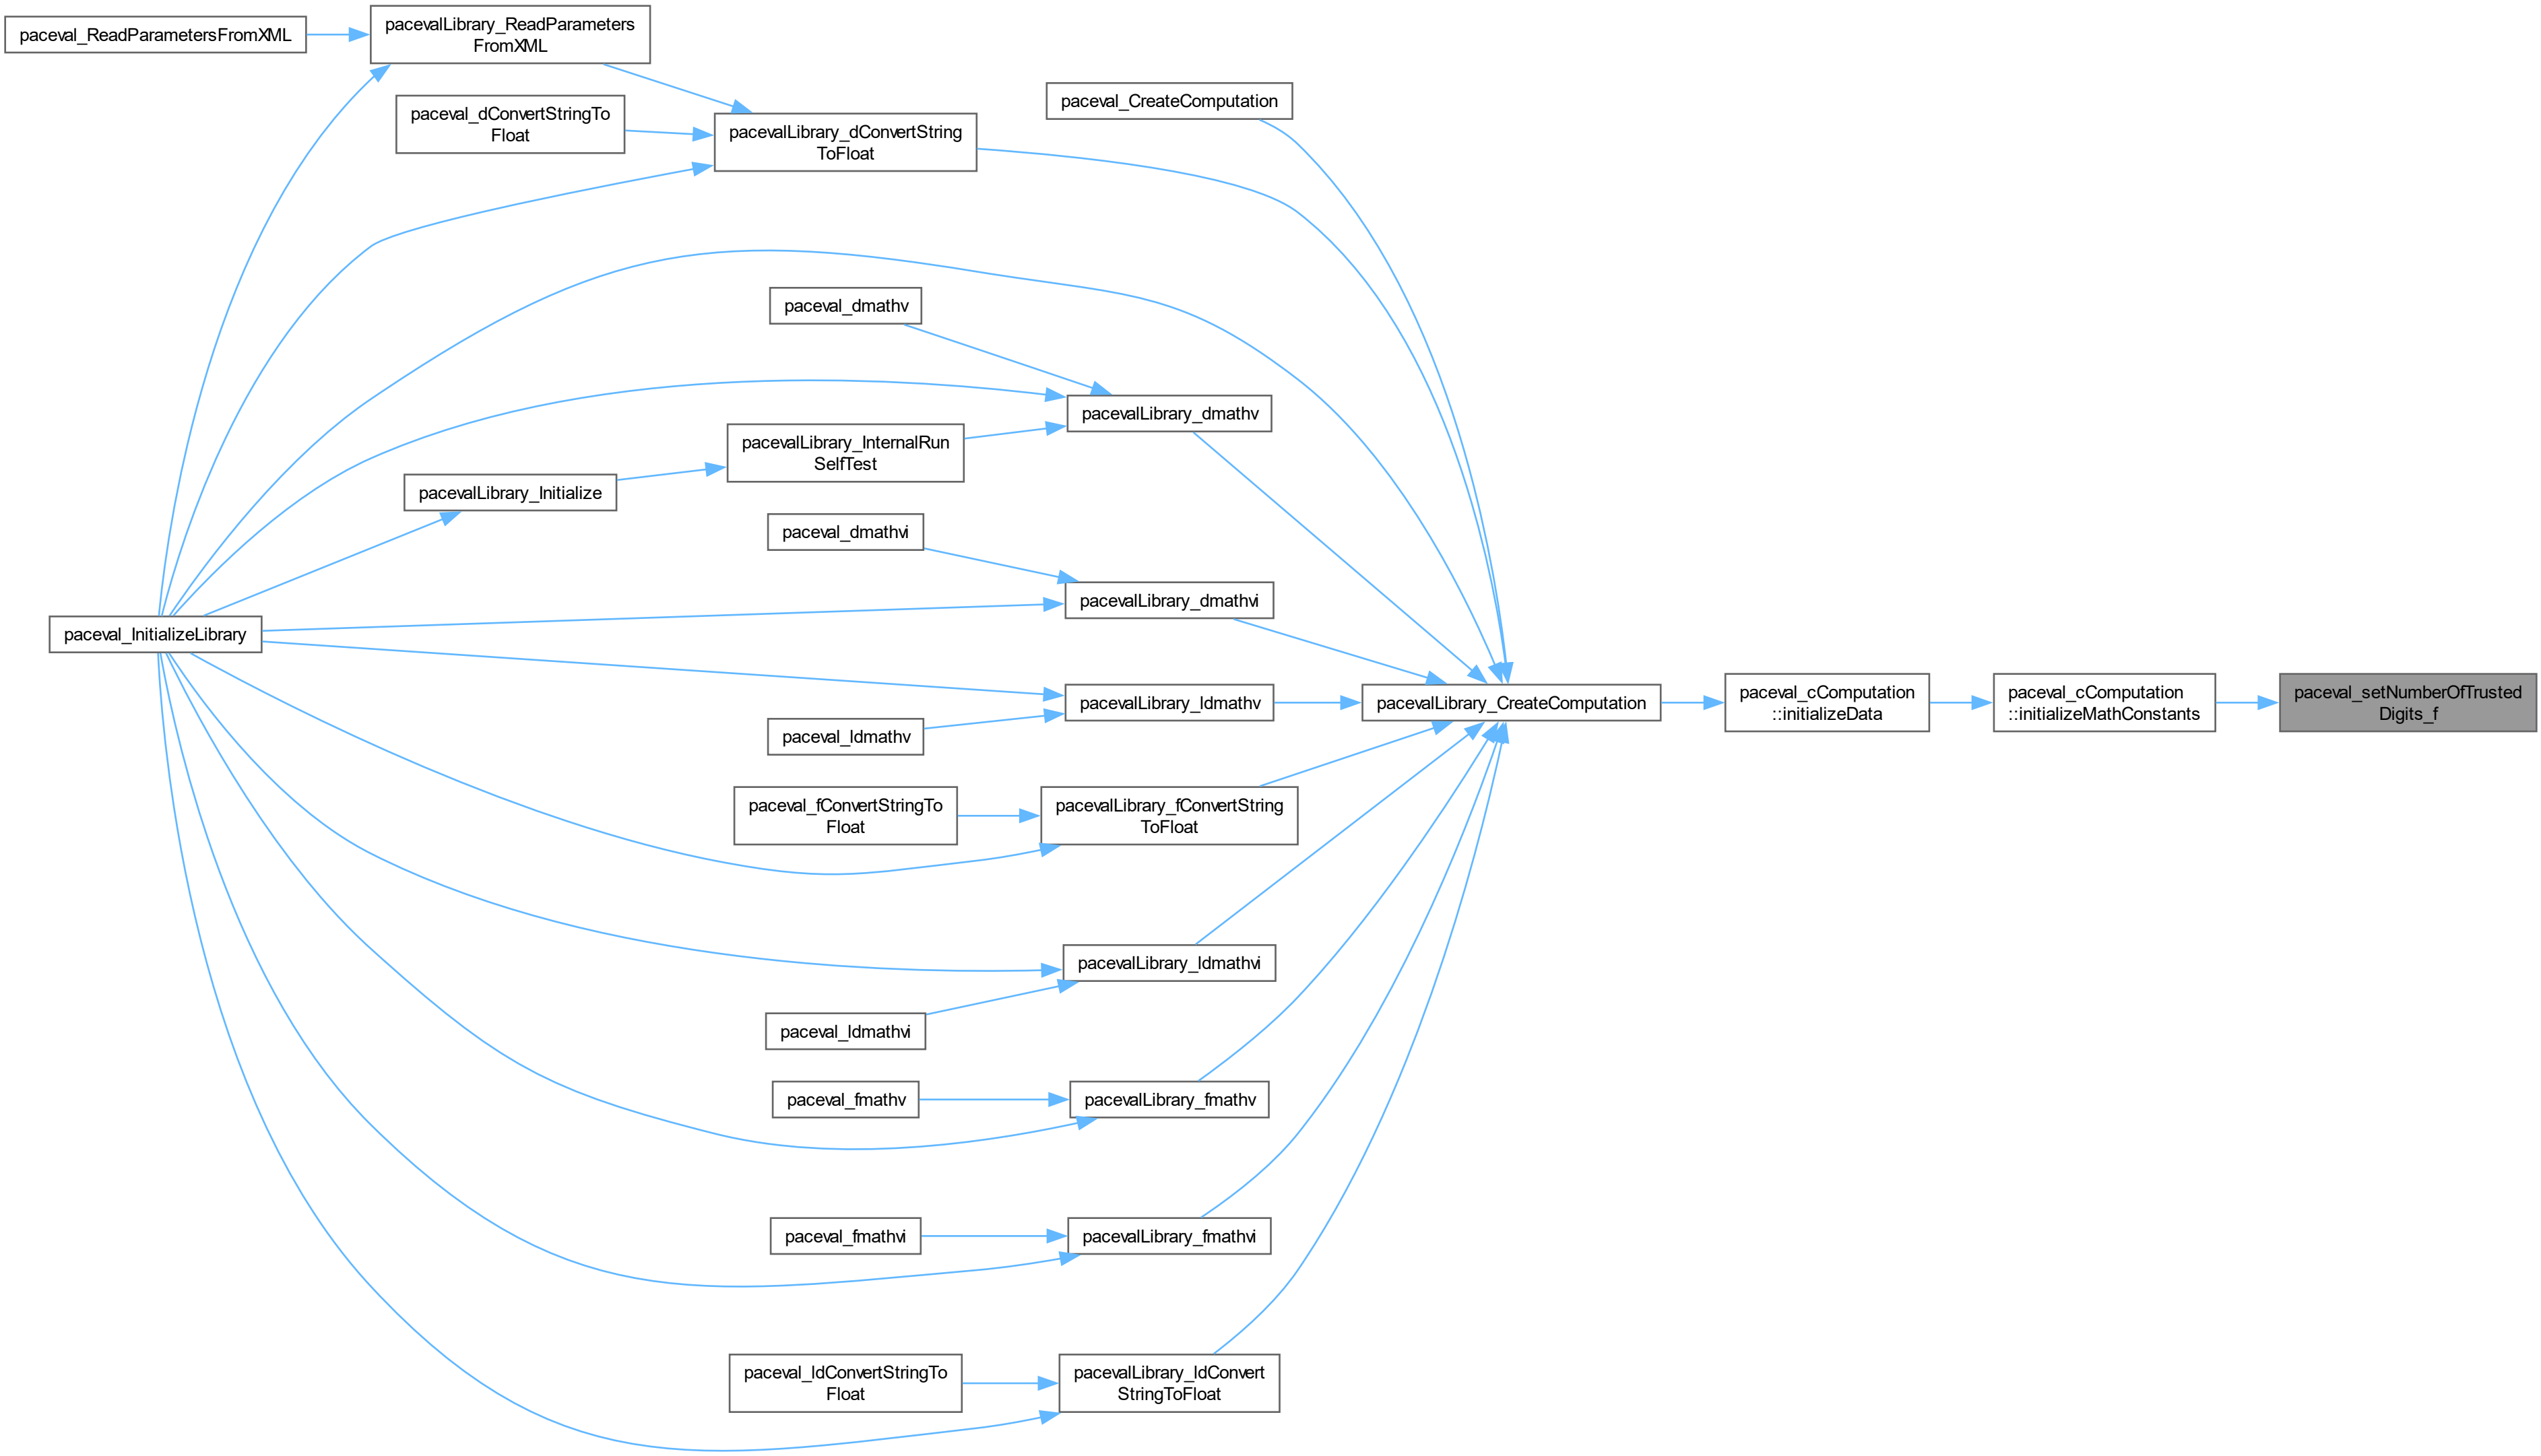 paceval_ReadParametersFromXML
pacevalLibrary_ReadParameters
FromXML
paceval_CreateComputation
paceval_dConvertStringTo
Float
pacevalLibrary_dConvertString
ToFloat
paceval_dmathv
pacevalLibrary_dmathv
pacevalLibrary_InternalRun
SelfTest
pacevalLibrary_Initialize
paceval_dmathvi
pacevalLibrary_dmathvi
paceval_InitializeLibrary
pacevalLibrary_ldmathv
paceval_ldmathv
pacevalLibrary_CreateComputation
paceval_cComputation
::initializeData
paceval_cComputation
::initializeMathConstants
paceval_setNumberOfTrusted
Digits_f
paceval_fConvertStringTo
Float
pacevalLibrary_fConvertString
ToFloat
pacevalLibrary_ldmathvi
paceval_ldmathvi
paceval_fmathv
pacevalLibrary_fmathv
paceval_fmathvi
pacevalLibrary_fmathvi
paceval_ldConvertStringTo
Float
pacevalLibrary_ldConvert
StringToFloat